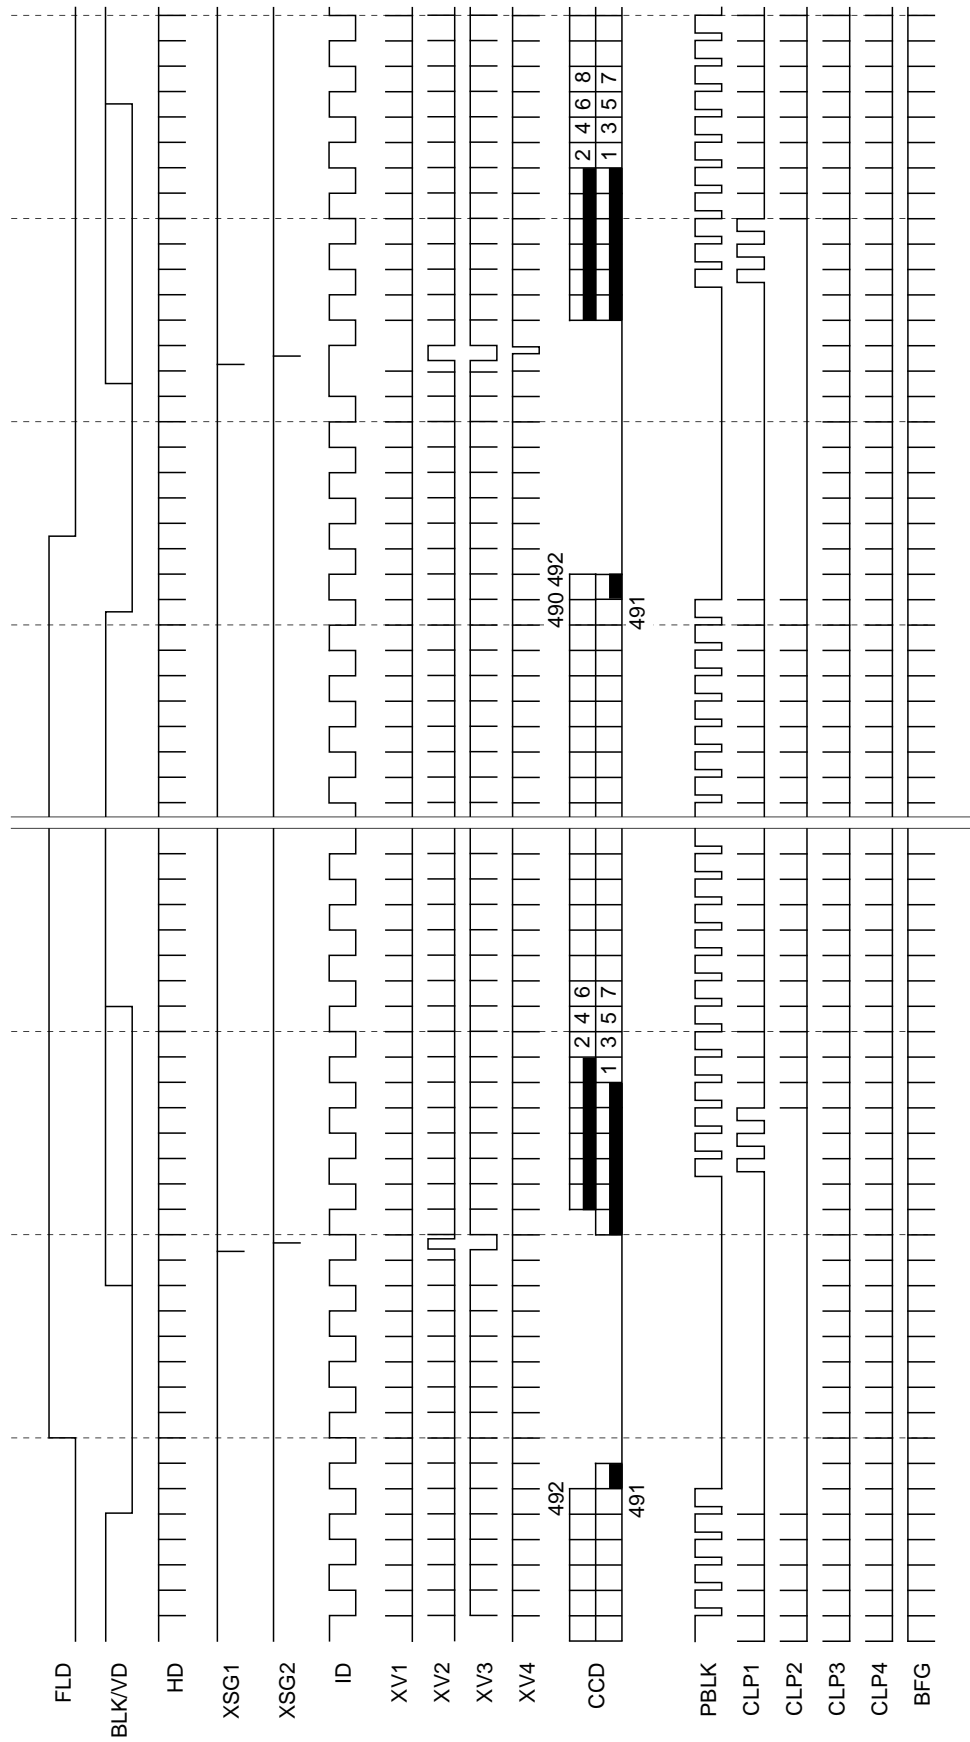 FLD
BLK/VD
HD
XSG1
XSG2
ID
XV1
XV2
XV3
XV4
492
490 492
CCD
2 4 6
2 4 6 8
1 3 5 7
1 3 5 7
491
491
PBLK
CLP1
CLP2
CLP3
CLP4
BFG